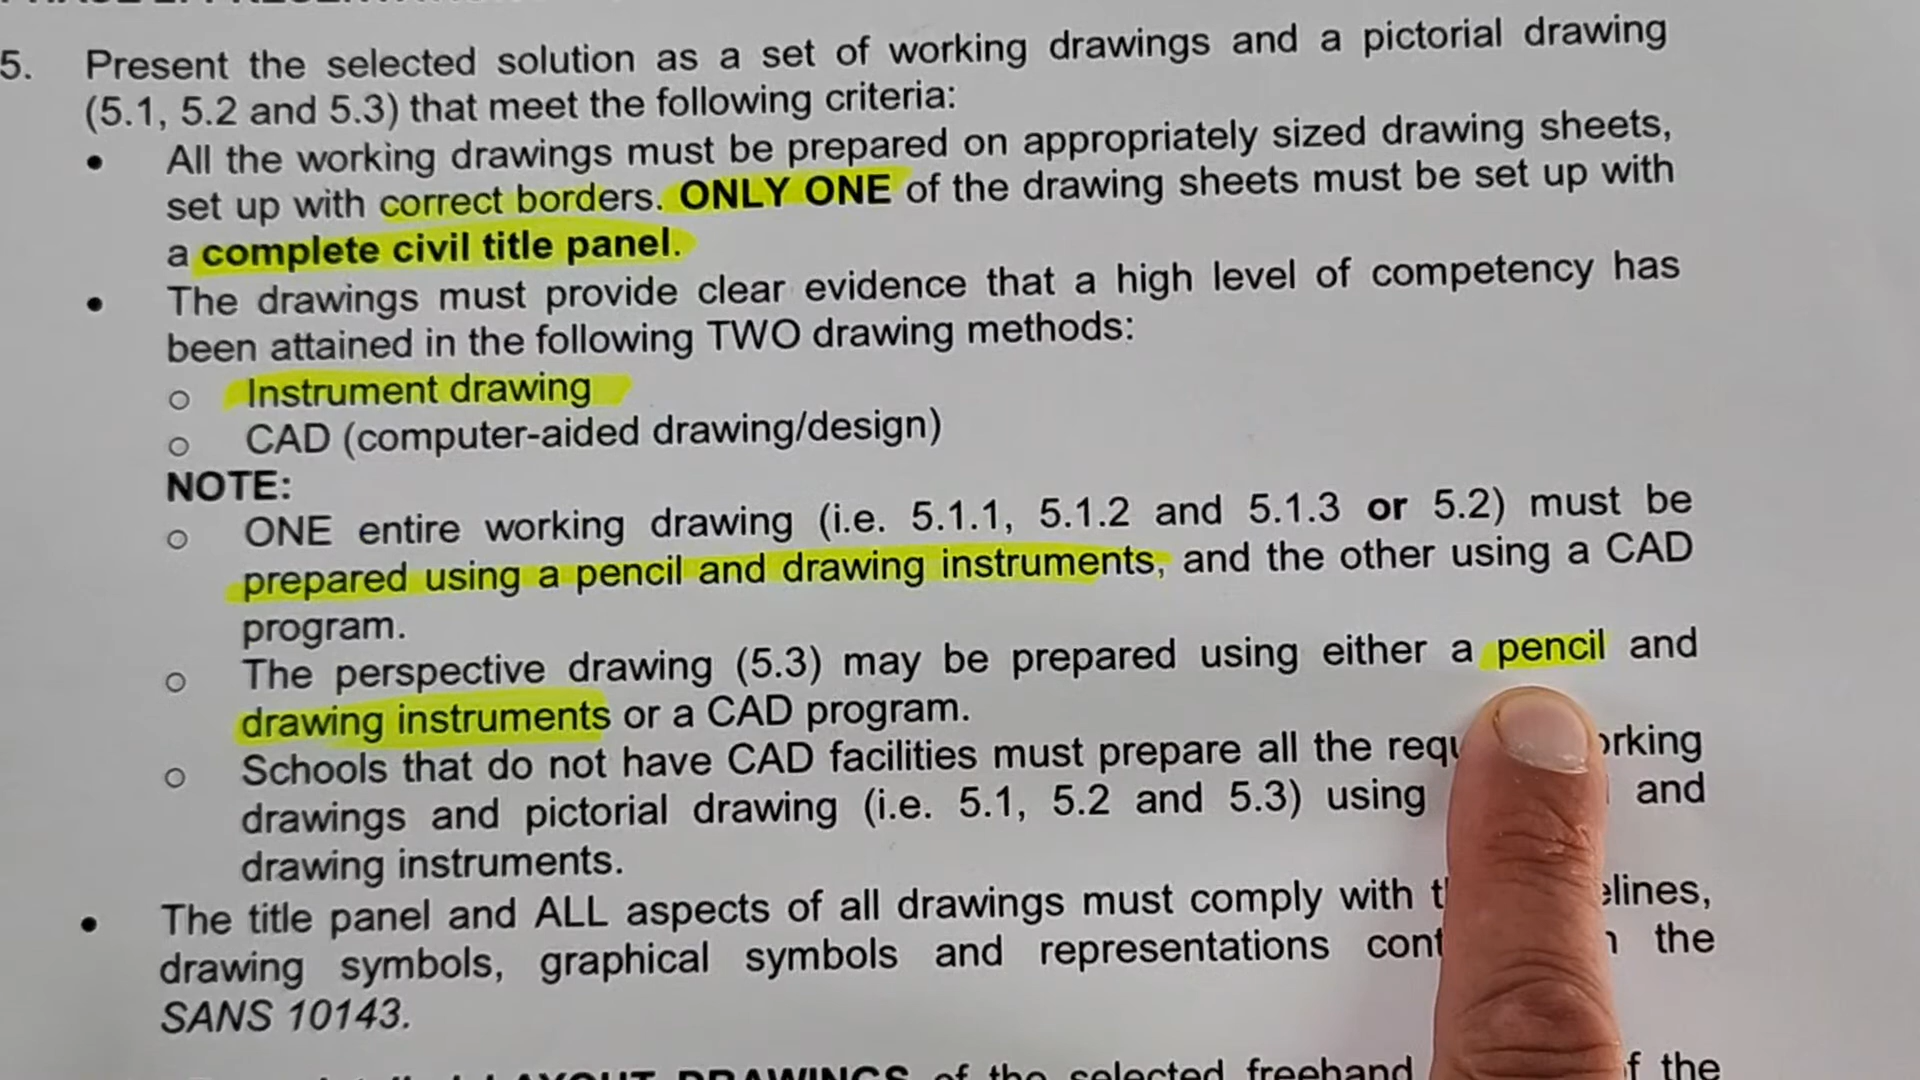 5. Present the selected solution as a set of working drawings and a pictorial drawing
(5.1, 5.2 and 5.3) that meet the following criteria:
• All the working drawings must be prepared on appropriately sized drawing sheets,
set up with correct borders. ONLY ONE of the drawing sheets must be set up with
a complete civil title panel.
• The drawings must provide clear evidence that a high level of competency has
been attained in the following TWO drawing methods:
o Instrument drawing
o CAD (computer-aided drawing/design)
NOTE:
o ONE entire working drawing (i.e. 5.1.1, 5.1.2 and 5.1.3 or 5.2) must be
prepared using a pencil and drawing instruments, and the other using a CAD
program.
o The perspective drawing (5.3) may be prepared using either a pencil and
drawing instruments or a CAD program.
o Schools that do not have CAD facilities must prepare all the
drawings and pictorial drawing (i.e. 5.1, 5.2 and 5.3) using and
drawing instruments.
• The title panel and ALL aspects of all drawings must comply with
drawing symbols, graphical symbols and representations the
SANS 10143.
LAYOUT DRAWINGS of the selected freehand the